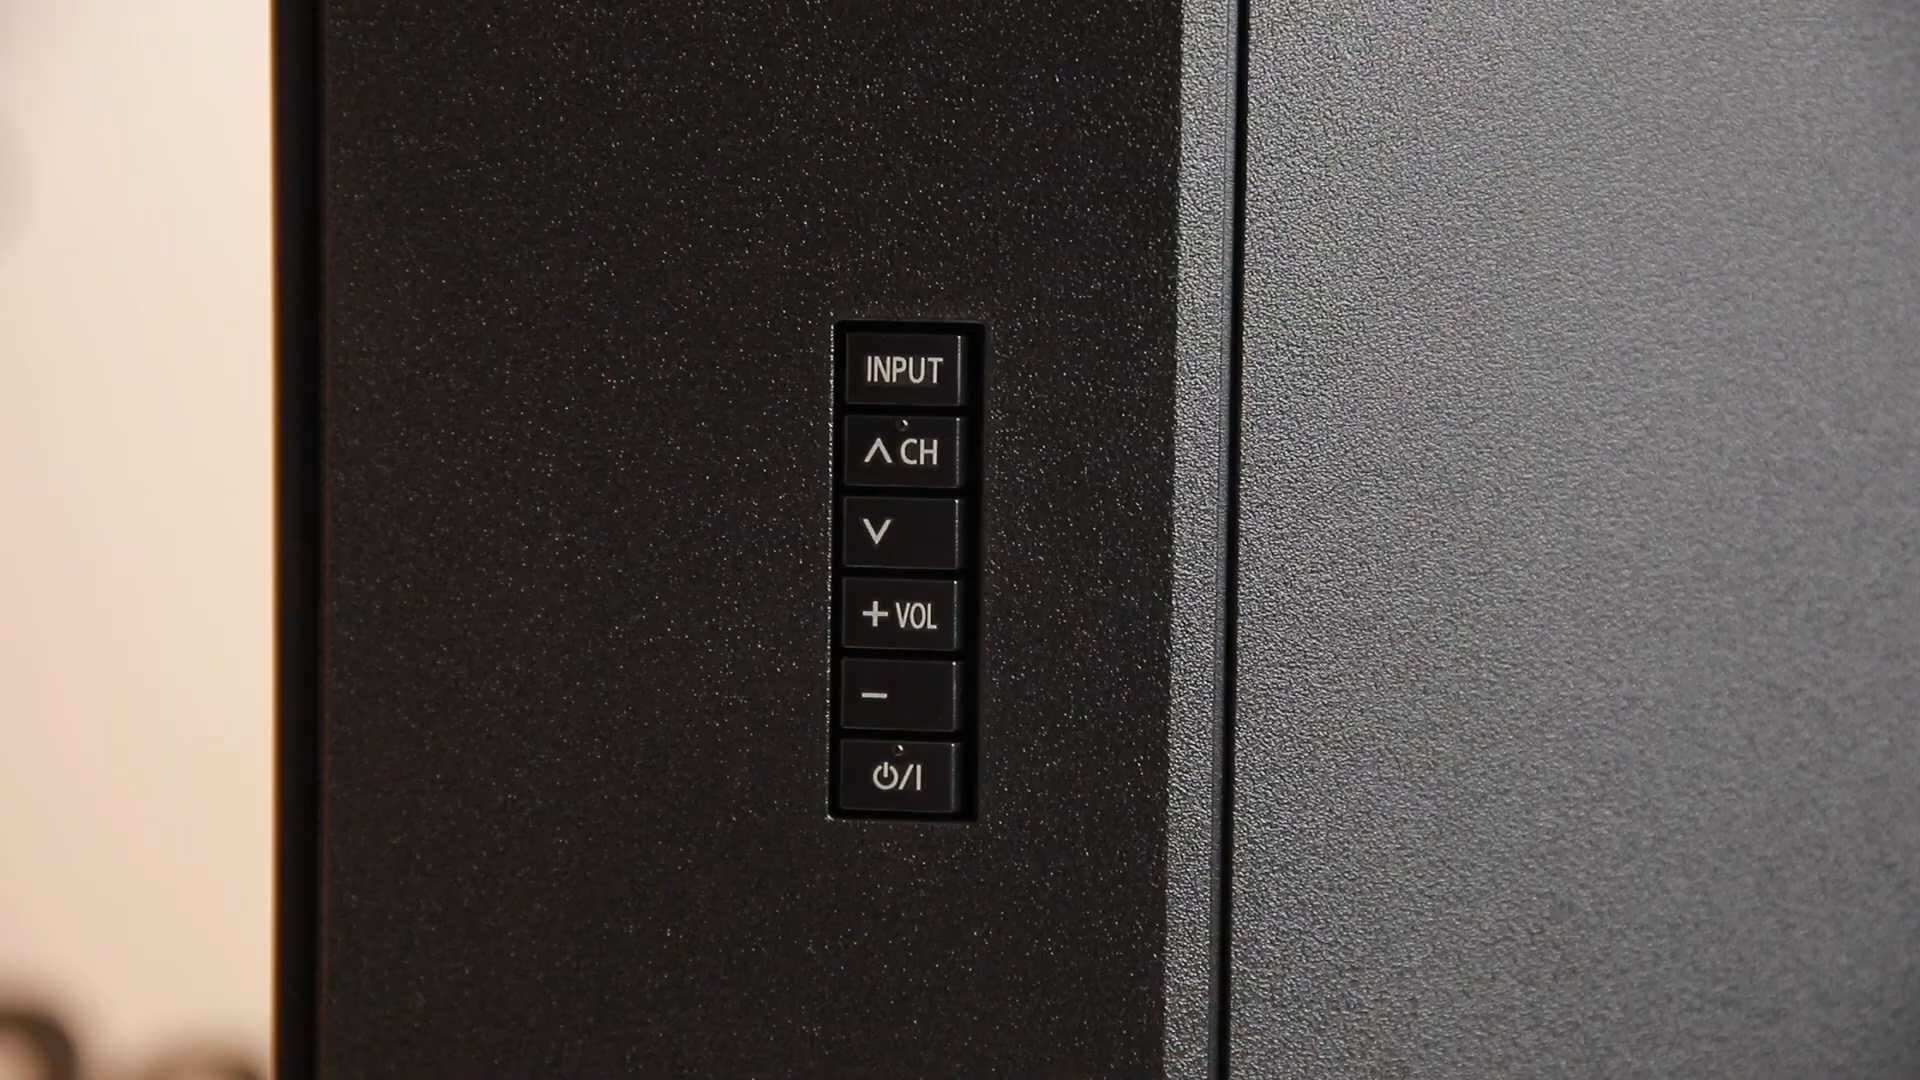 INPUT
∧ CH
∨
+ VOL
−
⏻/I